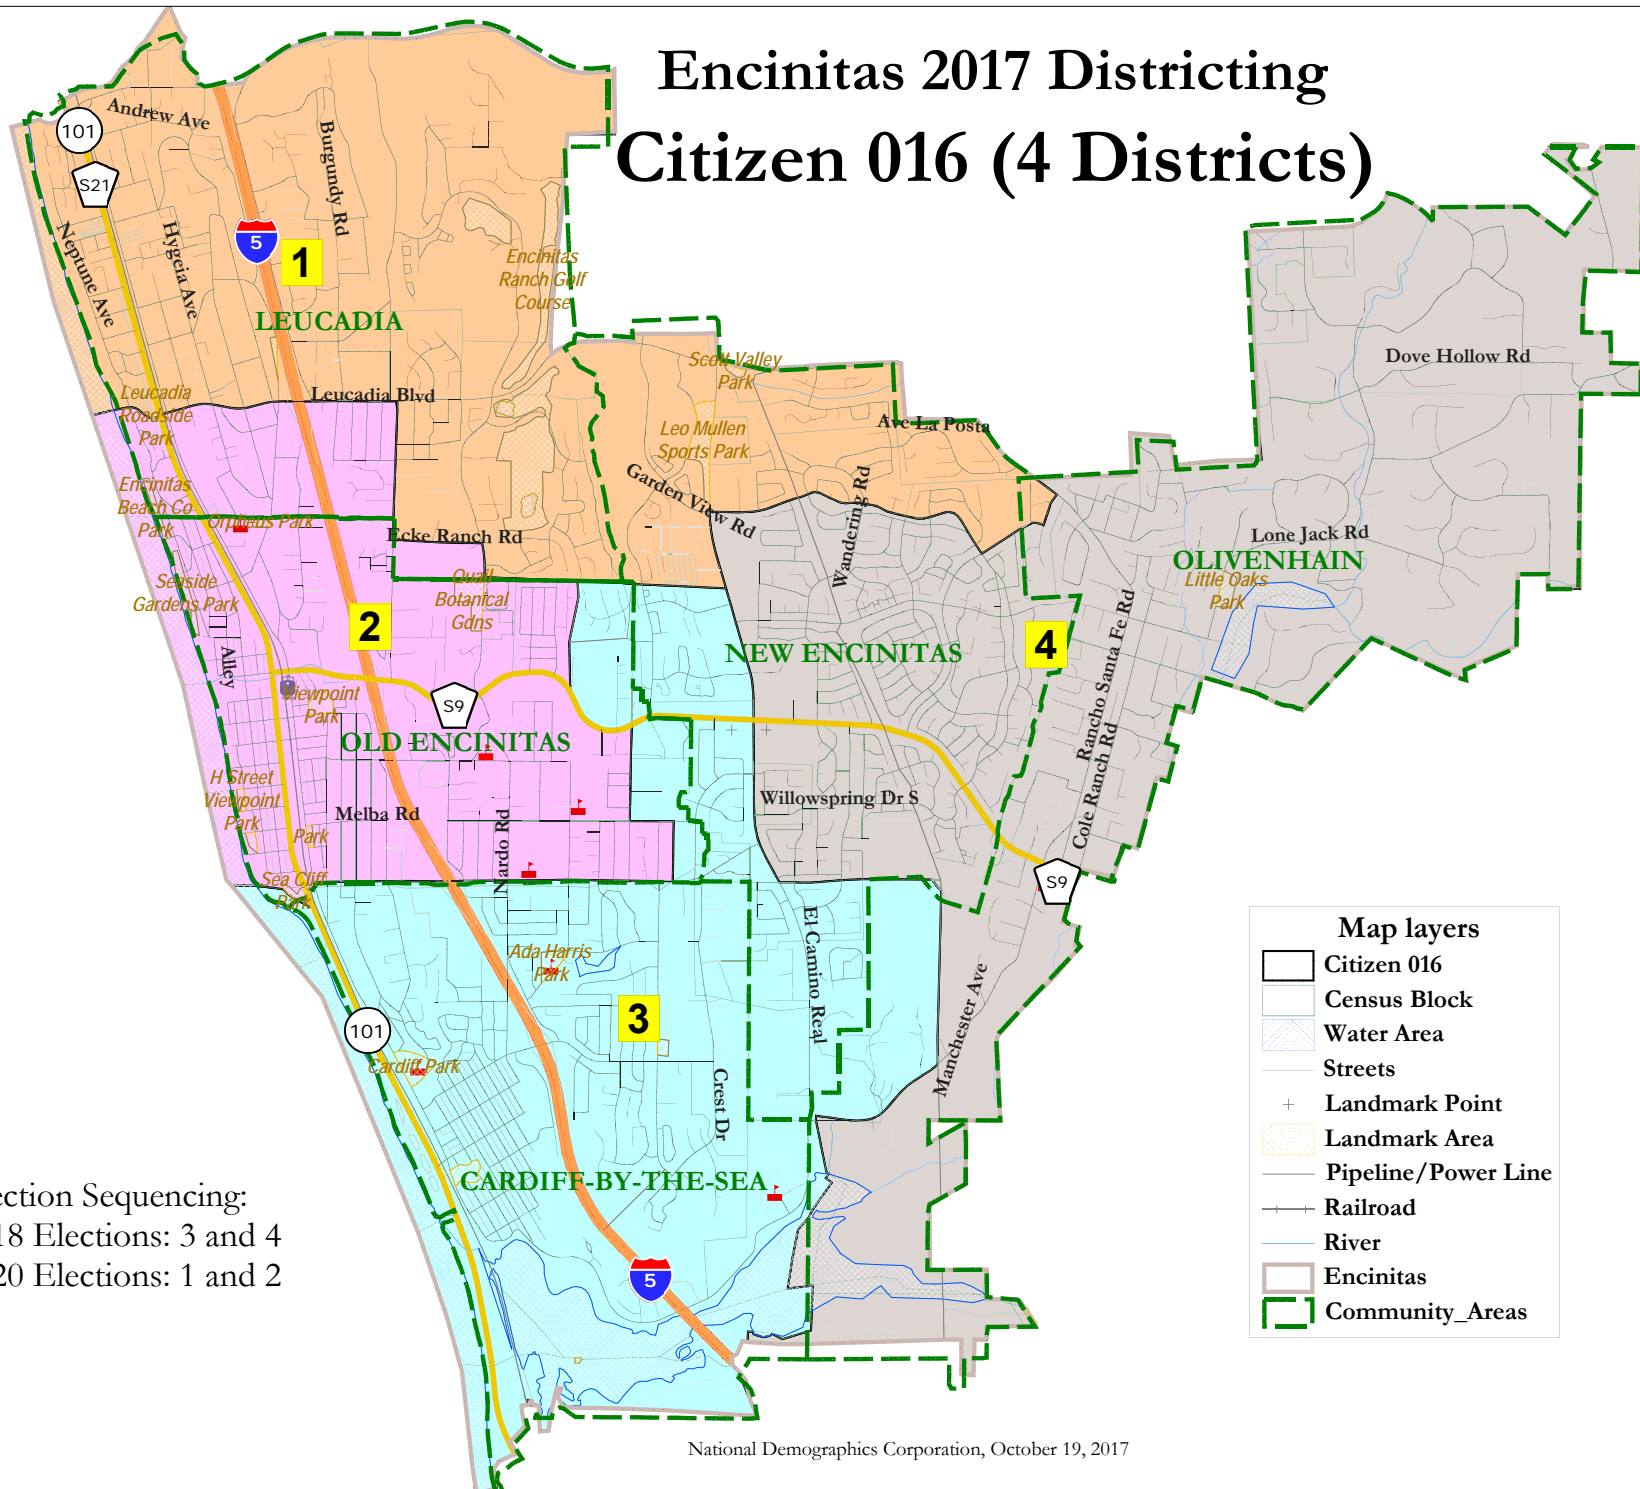 Encinitas 2017 Districting
Citizen 016 (4 Districts)
Andrew Ave
101
S21
Burgundy Rd
Neptune Ave
Hygeia Ave
5
1
Encinitas
Ranch Golf
Course
LEUCADIA
Scott Valley
Park
Dove Hollow Rd
Leucadia
Roadside
Park
Leucadia Blvd
Leo Mullen
Sports Park
Ave La Posta
Garden View Rd
Wandering Rd
Encinitas
Beach Co
Park
Orpheus Park
Ecke Ranch Rd
Lone Jack Rd
OLIVENHAIN
Little Oaks
Park
Seaside
Gardens Park
Quail
Botanical
Gdns
2
Alley
NEW ENCINITAS
4
Rancho Santa Fe Rd
Viewpoint
Park
S9
OLD ENCINITAS
Cole Ranch Rd
H Street
Viewpoint
Park
Park
Melba Rd
Nardo Rd
Willowspring Dr S
Sea Cliff
Park
S9
El Camino Real
Ada Harris
Park
3
Manchester Ave
101
Cardiff Park
Crest Dr
CARDIFF-BY-THE-SEA
5
Map layers
Citizen 016
Census Block
Water Area
Streets
Landmark Point
Landmark Area
Pipeline/Power Line
Railroad
River
Encinitas
Community_Areas
ection Sequencing:
18 Elections: 3 and 4
20 Elections: 1 and 2
National Demographics Corporation, October 19, 2017